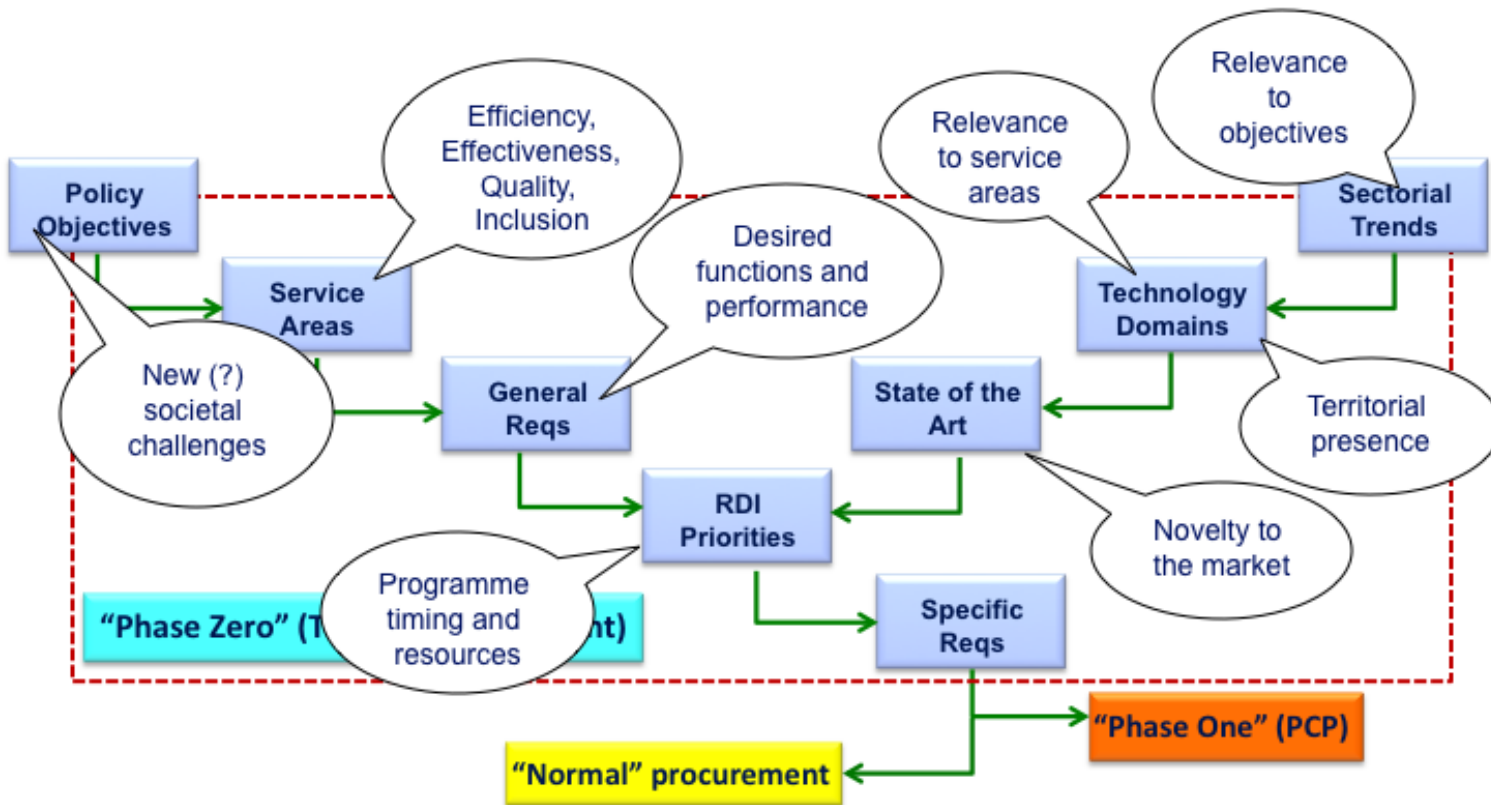 Relevance
to
objectives
Efficiency,
Effectiveness,
Quality,
Inclusion
Relevance
to service
areas
Policy
Objectives
Sectorial
Trends
Desired
functions and
performance
Service
Areas
Technology
Domains
New (?)
societal
challenges
General
Reqs
State of the
Art
Territorial
presence
RDI
Priorities
Novelty to
the market
Programme
timing and
resources
“Phase Zero” (T
nt)
Specific
Reqs
“Phase One” (PCP)
“Normal” procurement